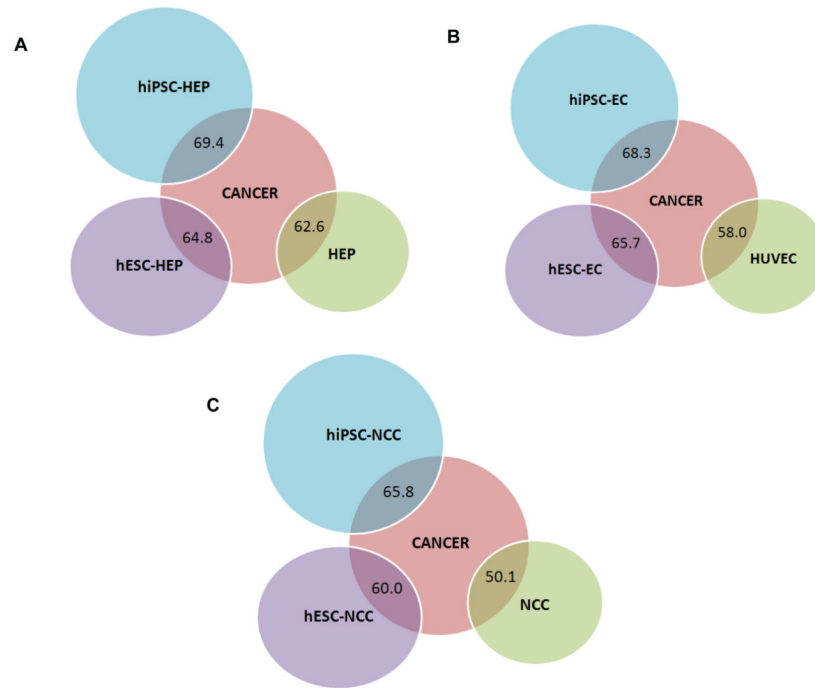 A
hiPSC-HEP
69.4
CANCER
64.8
62.6
hESC-HEP
HEP
B
hiPSC-EC
68.3
CANCER
65.7
58.0
hESC-EC
HUVEC
C
hiPSC-NCC
65.8
CANCER
60.0
50.1
hESC-NCC
NCC